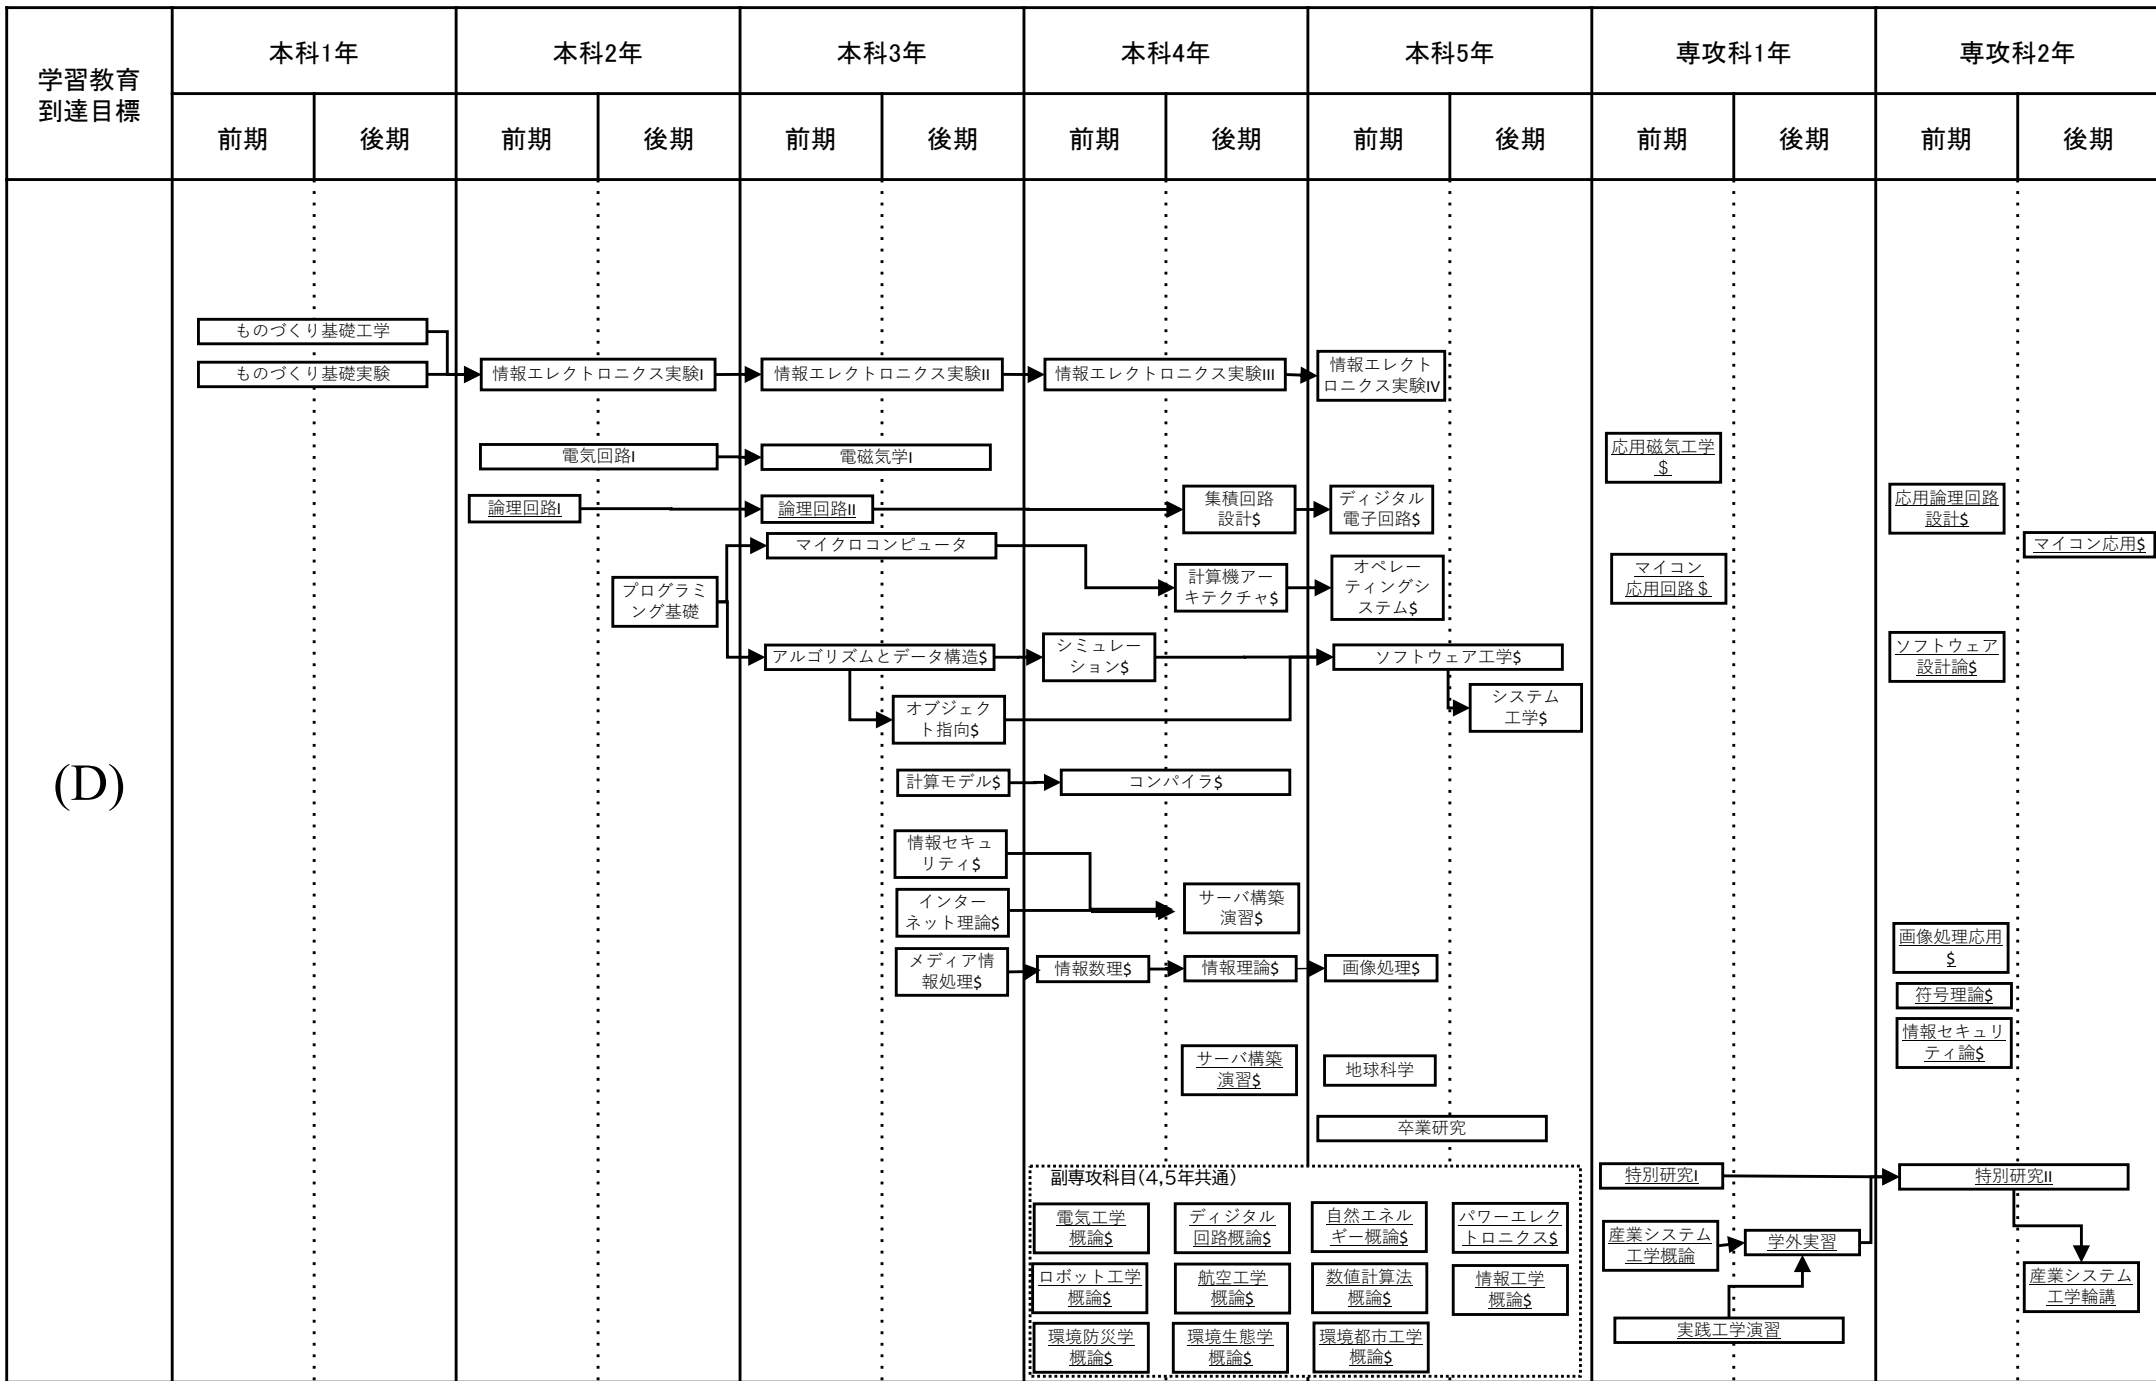 学習教育
到達目標
本科1年
本科2年
本科3年
本科4年
本科5年
専攻科1年
専攻科2年
前期
後期
前期
後期
前期
後期
前期
後期
前期
後期
前期
後期
前期
後期
(D)
ものづくり基礎工学
ものづくり基礎実験
情報エレクトロニクス実験I
情報エレクトロニクス実験II
情報エレクトロニクス実験III
情報エレクト
ロニクス実験IV
電気回路I
電磁気学I
応用磁気工学
$
論理回路I
論理回路II
集積回路
設計$
ディジタル
電子回路$
応用論理回路
設計$
マイクロコンピュータ
マイコン応用$
プログラミ
ング基礎
計算機アー
キテクチャ$
オペレー
ティングシ
ステム$
マイコン
応用回路$
アルゴリズムとデータ構造$
シミュレー
ション$
ソフトウェア工学$
ソフトウェア
設計論$
オブジェク
ト指向$
システム
工学$
計算モデル$
コンパイラ$
情報セキュ
リティ$
インター
ネット理論$
サーバ構築
演習$
メディア情
報処理$
情報数理$
情報理論$
画像処理$
画像処理応用
$
符号理論$
情報セキュリ
ティ論$
サーバ構築
演習$
地球科学
卒業研究
副専攻科目(4,5年共通)
電気工学
概論$
ディジタル
回路概論$
自然エネル
ギー概論$
パワーエレク
トロニクス$
ロボット工学
概論$
航空工学
概論$
数値計算法
概論$
情報工学
概論$
環境防災学
概論$
環境生態学
概論$
環境都市工学
概論$
特別研究I
特別研究II
産業システム
工学概論
学外実習
産業システム
工学輪講
実践工学演習